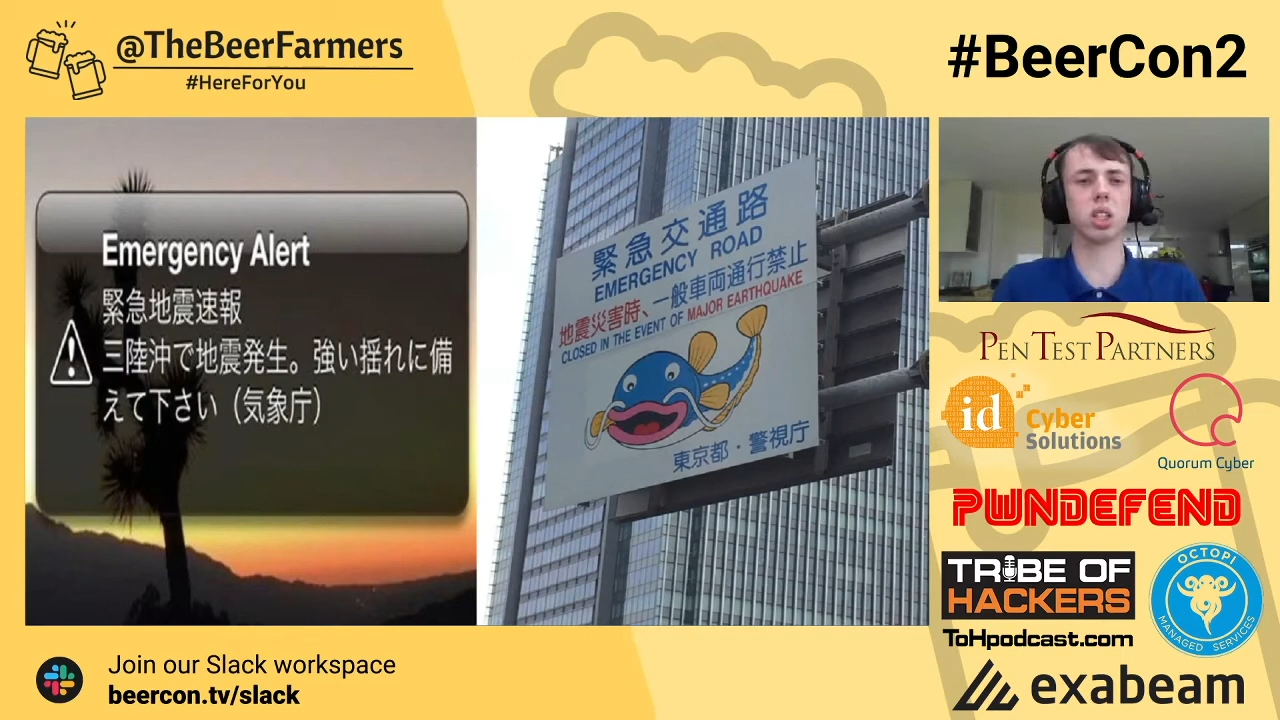 @TheBeerFarmers
#HereForYou
#BeerCon2
Emergency Alert
緊急地震速報
三陸沖で地震発生。強い揺れに備
えて下さい（気象庁）
緊急交通路
EMERGENCY ROAD
地震災害時、一般車両通行禁止
CLOSED IN THE EVENT OF MAJOR EARTHQUAKE
東京都・警視庁
PEN TEST PARTNERS
id Cyber
Solutions
Quorum Cyber
PWNDEFEND
TRIBE OF
HACKERS
ToHpodcast.com
OCTOPI
MANAGED SERVICES
exabeam
Join our Slack workspace
beercon.tv/slack